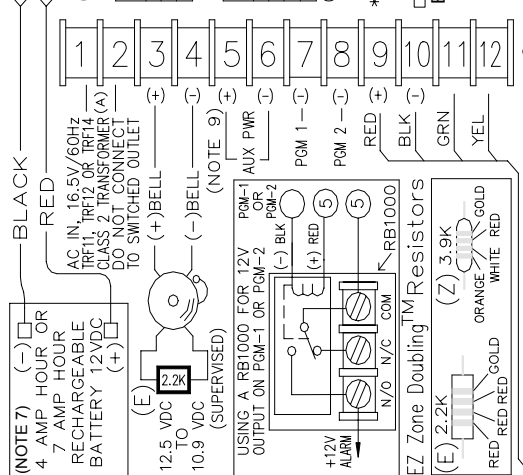 1 2 3 4 5 6 7 8 9 10 11 12
(+) (-) (+) (-) (-) (-) (+) (-)
BLACK
RED
AC IN, 16.5V/60Hz
TRF11, TRF12 OR TRF14
CLASS 2 TRANSFORMER (A)
DO NOT CONNECT
TO SWITCHED OUTLET
(+)BELL
(-)BELL
(NOTE 9)
AUX PWR
PGM 1
PGM 2
RED
BLK
GRN
YEL
(NOTE 7)
4 AMP HOUR OR
7 AMP HOUR
RECHARGEABLE
BATTERY 12VDC
(-)
(+)
(E)
2.2K
12.5 VDC
TO
10.9 VDC
(SUPERVISED)
USING A RB1000 FOR 12V
OUTPUT ON PGM-1 OR PGM-2
PGM-1
OR
PGM-2
(-) BLK
(+) RED
5
5
RB1000
N/O N/C COM
+12V
ALARM
EZ Zone Doubling™ Resistors
(E) 2.2K
RED
RED
RED
GOLD
(Z) 3.9K
ORANGE
WHITE
RED
GOLD